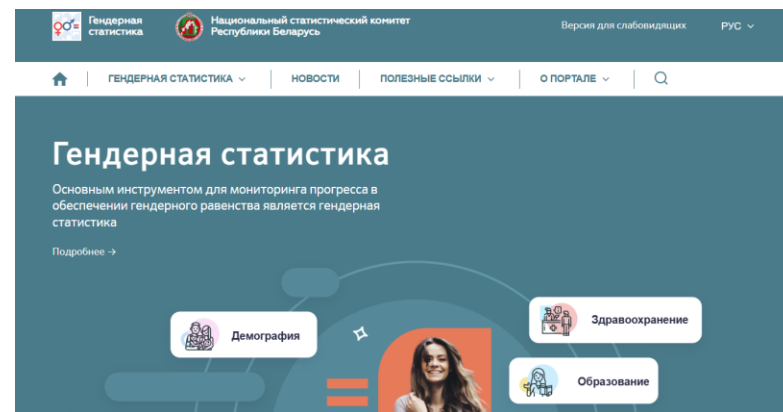 Гендерная
статистика
Национальный статистический комитет
Республики Беларусь
Версия для слабовидящих
РУС
ГЕНДЕРНАЯ СТАТИСТИКА
НОВОСТИ
ПОЛЕЗНЫЕ ССЫЛКИ
О ПОРТАЛЕ
Гендерная статистика
Основным инструментом для мониторинга прогресса в
обеспечении гендерного равенства является гендерная
статистика
Подробнее →
Демография
Здравоохранение
Образование